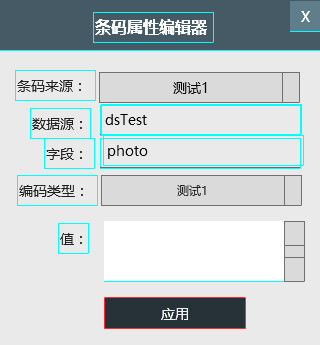 条码属性编辑器 X
条码来源： 测试1
数据源： dsTest
字段： photo
编码类型： 测试1
值：
应用